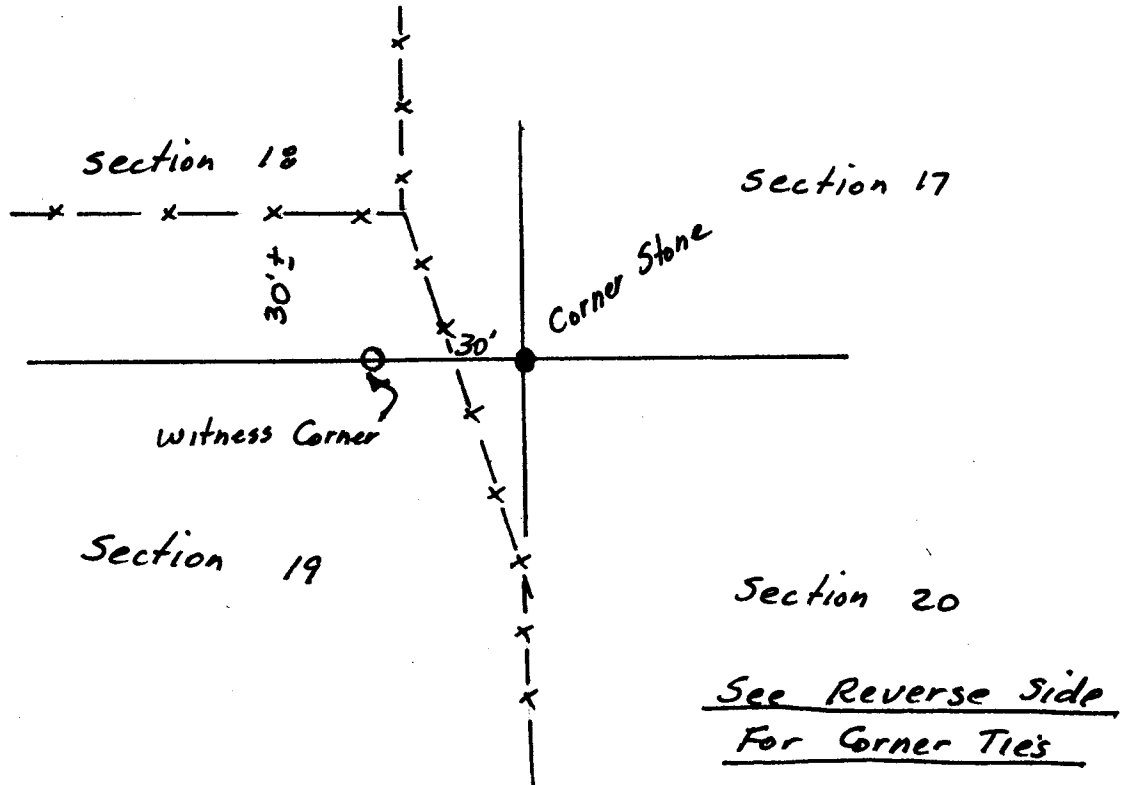 section 18
section 17
Corner Stone
30'±
30'
Witness Corner
Section 19
Section 20
See Reverse Side
For Corner Tie's